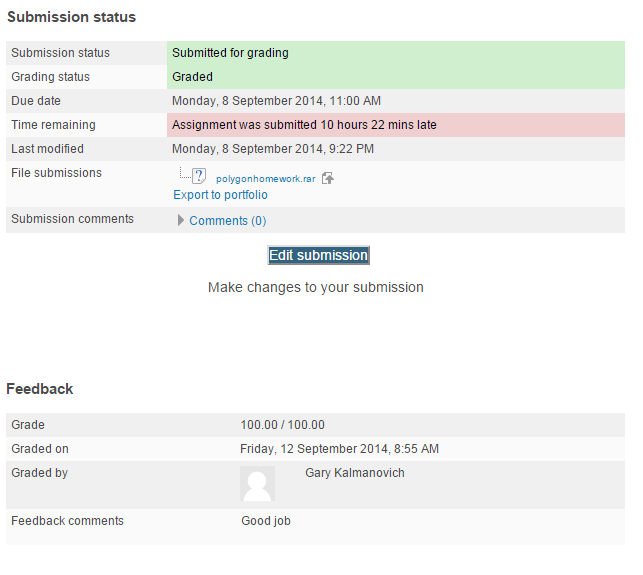 Submission status
Submission status Submitted for grading
Grading status Graded
Due date Monday, 8 September 2014, 11:00 AM
Time remaining Assignment was submitted 10 hours 22 mins late
Last modified Monday, 8 September 2014, 9:22 PM
File submissions ? polygonhomework.rar
Export to portfolio
Submission comments Comments (0)
Edit submission
Make changes to your submission
Feedback
Grade 100.00 / 100.00
Graded on Friday, 12 September 2014, 8:55 AM
Graded by Gary Kalmanovich
Feedback comments Good job